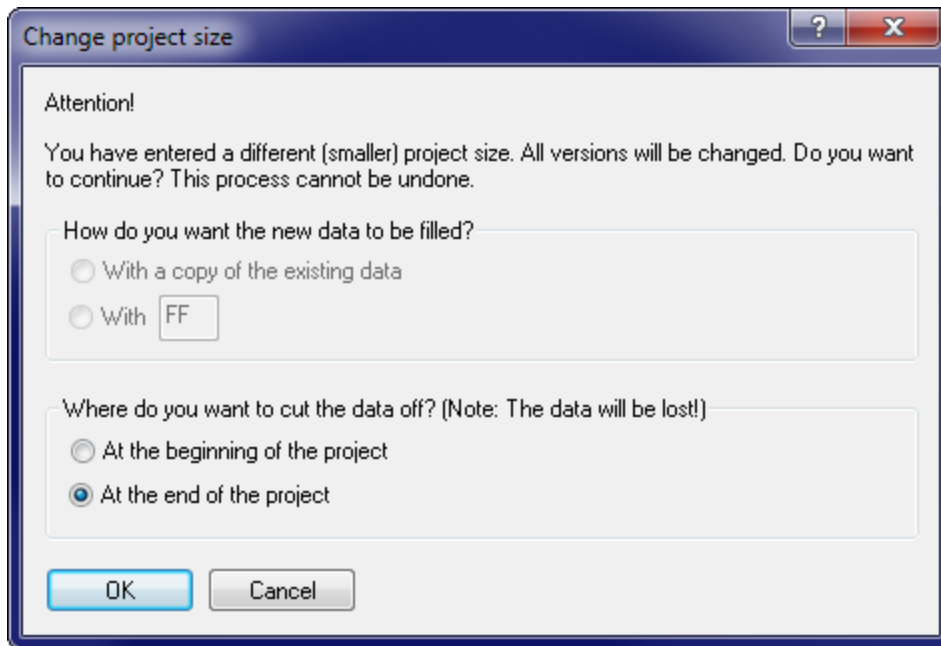 Change project size
Attention!
You have entered a different (smaller) project size. All versions will be changed. Do you want
to continue? This process cannot be undone.
How do you want the new data to be filled?
With a copy of the existing data
With FF
Where do you want to cut the data off? (Note: The data will be lost!)
At the beginning of the project
At the end of the project
OK Cancel